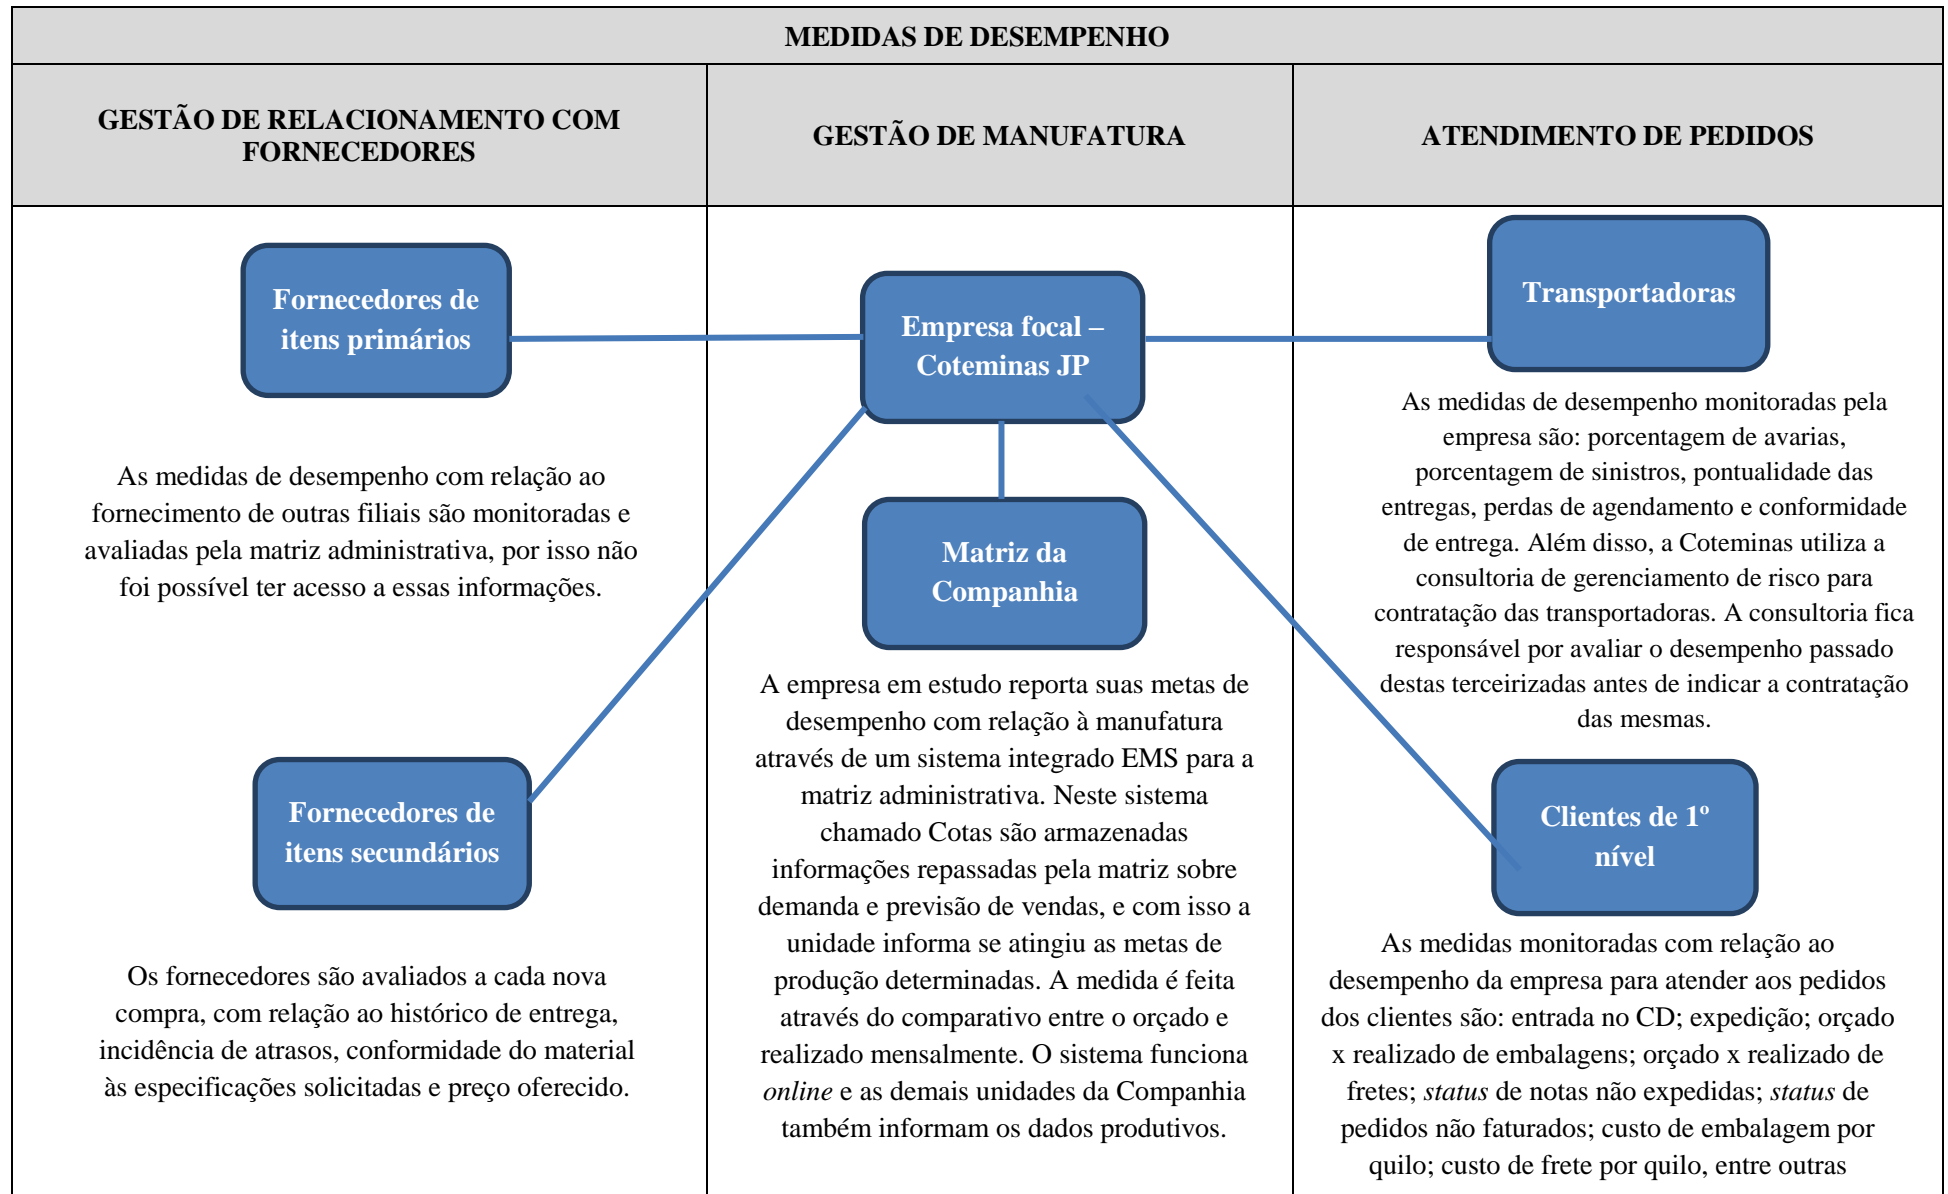 MEDIDAS DE DESEMPENHO
GESTÃO DE RELACIONAMENTO COM
FORNECEDORES
GESTÃO DE MANUFATURA
ATENDIMENTO DE PEDIDOS
Fornecedores de
itens primários
As medidas de desempenho com relação ao
fornecimento de outras filiais são monitoradas e
avaliadas pela matriz administrativa, por isso não
foi possível ter acesso a essas informações.
Fornecedores de
itens secundários
Os fornecedores são avaliados a cada nova
compra, com relação ao histórico de entrega,
incidência de atrasos, conformidade do material
às especificações solicitadas e preço oferecido.
Empresa focal –
Coteminas JP
Matriz da
Companhia
A empresa em estudo reporta suas metas de
desempenho com relação à manufatura
através de um sistema integrado EMS para a
matriz administrativa. Neste sistema
chamado Cotas são armazenadas
informações repassadas pela matriz sobre
demanda e previsão de vendas, e com isso a
unidade informa se atingiu as metas de
produção determinadas. A medida é feita
através do comparativo entre o orçado e
realizado mensalmente. O sistema funciona
online e as demais unidades da Companhia
também informam os dados produtivos.
Transportadoras
As medidas de desempenho monitoradas pela
empresa são: porcentagem de avarias,
porcentagem de sinistros, pontualidade das
entregas, perdas de agendamento e conformidade
de entrega. Além disso, a Coteminas utiliza a
consultoria de gerenciamento de risco para
contratação das transportadoras. A consultoria fica
responsável por avaliar o desempenho passado
destas terceirizadas antes de indicar a contratação
das mesmas.
Clientes de 1º
nível
As medidas monitoradas com relação ao
desempenho da empresa para atender aos pedidos
dos clientes são: entrada no CD; expedição; orçado
x realizado de embalagens; orçado x realizado de
fretes; status de notas não expedidas; status de
pedidos não faturados; custo de embalagem por
quilo; custo de frete por quilo, entre outras